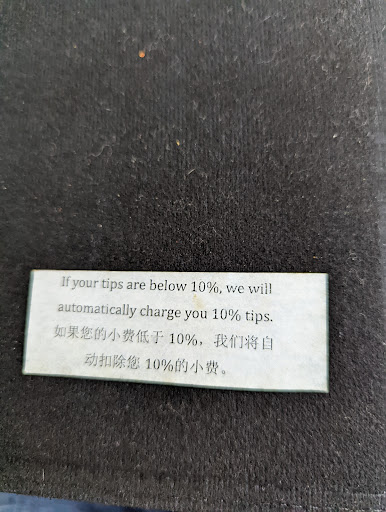 If your tips are below 10%, we will
automatically charge you 10% tips.
如果您的小费低于 10%，我们将自
动扣除您 10%的小费。